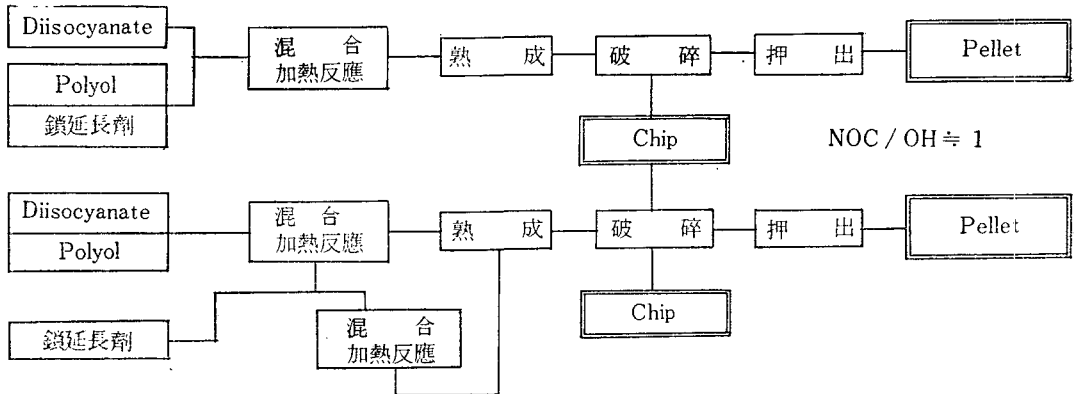 Diisocyanate
Polyol
鎖延長劑
混合
加熱反應
熟成
破碎
押出
Pellet
Chip
NOC / OH ≒ 1
Diisocyanate
Polyol
混合
加熱反應
熟成
破碎
押出
Pellet
Chip
鎖延長劑
混合
加熱反應